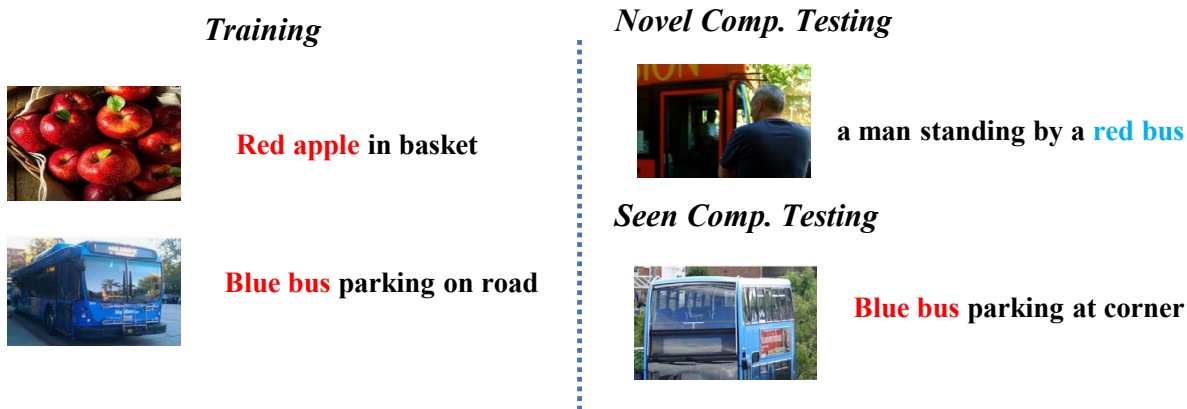 Training
Red apple in basket
Blue bus parking on road
Novel Comp. Testing
SION
a man standing by a red bus
Seen Comp. Testing
Blue bus parking at corner